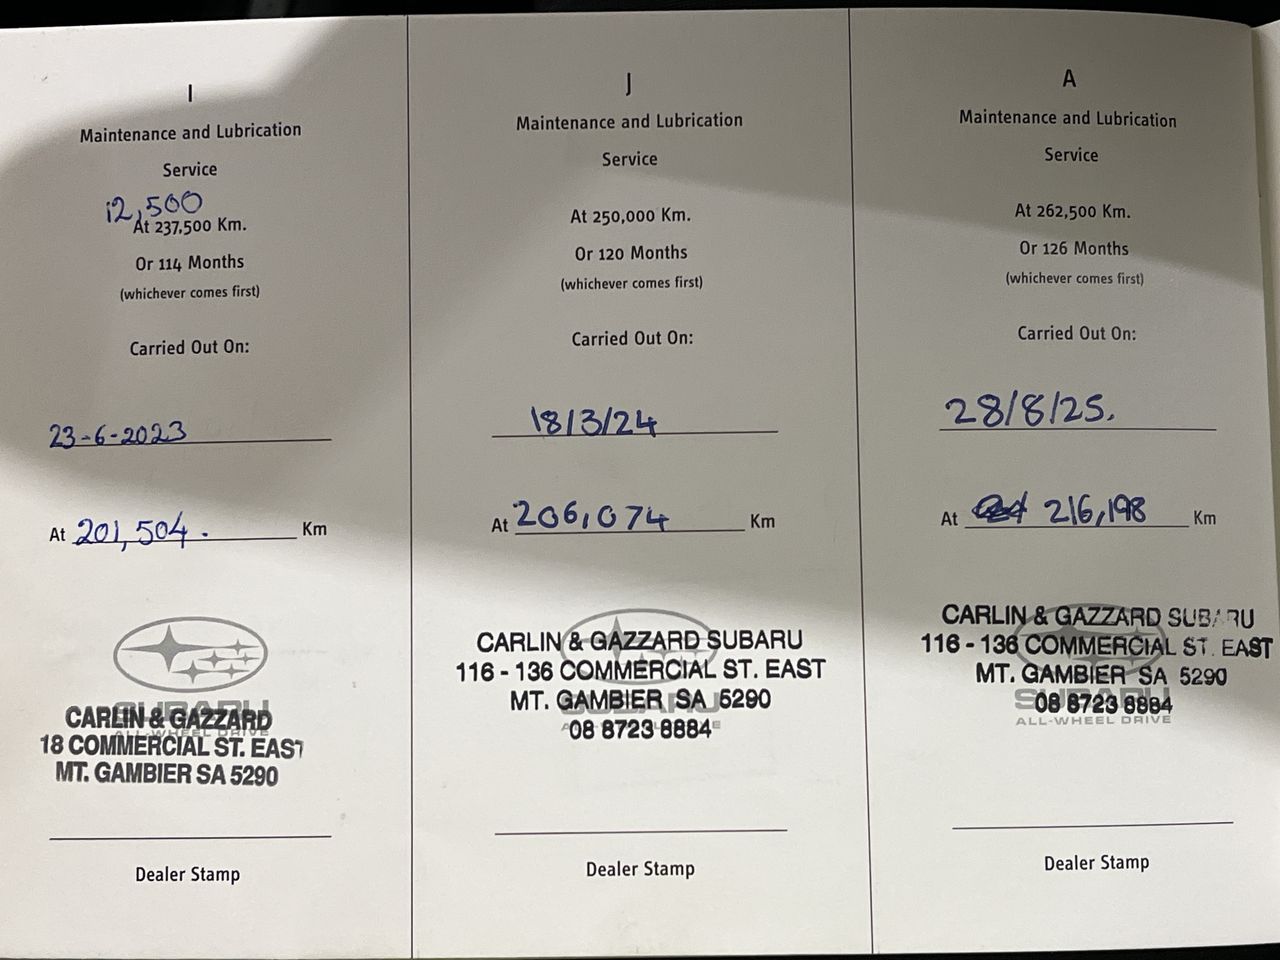 I
Maintenance and Lubrication
Service
12,500
At 237,500 Km.
Or 114 Months
(whichever comes first)
Carried Out On:
23-6-2023
At 201,504. Km
SUBARU
CARLIN & GAZZARD
18 COMMERCIAL ST. EAST
MT. GAMBIER SA 5290
Dealer Stamp
J
Maintenance and Lubrication
Service
At 250,000 Km.
Or 120 Months
(whichever comes first)
Carried Out On:
18/3/24
At 206,074 Km
CARLIN & GAZZARD SUBARU
116 - 136 COMMERCIAL ST. EAST
MT. GAMBIER SA 5290
08 8723 8884
Dealer Stamp
A
Maintenance and Lubrication
Service
At 262,500 Km.
Or 126 Months
(whichever comes first)
Carried Out On:
28/8/25.
At 216,198 Km
CARLIN & GAZZARD SUBARU
116 - 136 COMMERCIAL ST. EAST
MT. GAMBIER SA 5290
SUBARU
08 8723 8884
ALL-WHEEL DRIVE
Dealer Stamp